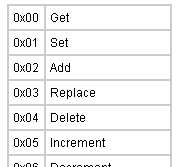 0x00 Get
0x01 Set
0x02 Add
0x03 Replace
0x04 Delete
0x05 Increment